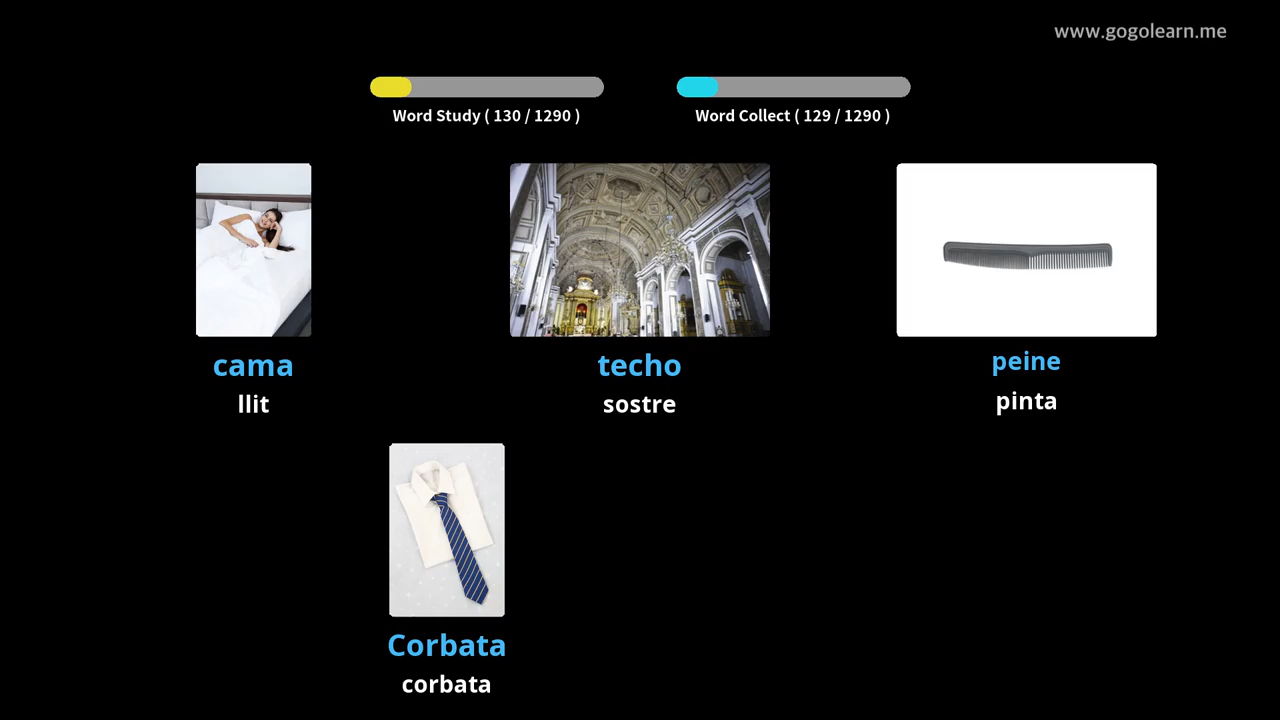 www.gogolearn.me
Word Study ( 130 / 1290 )
Word Collect ( 129 / 1290 )
cama
llit
techo
sostre
peine
pinta
Corbata
corbata